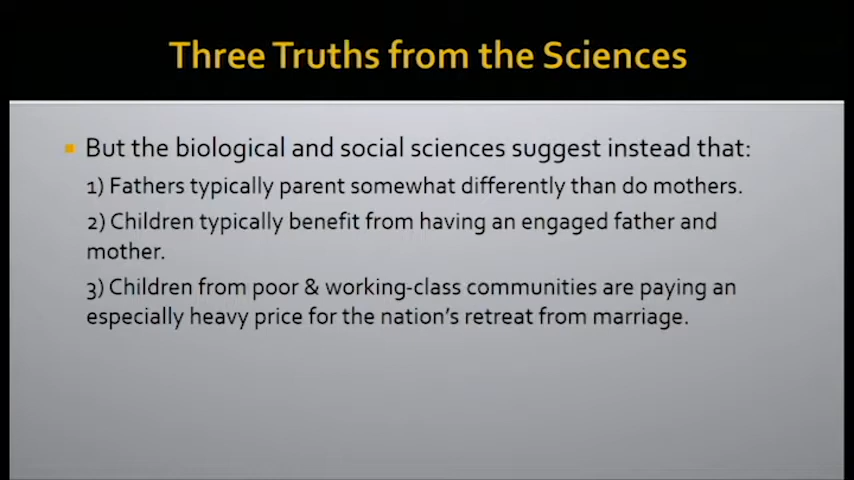 Three Truths from the Sciences
But the biological and social sciences suggest instead that:
1) Fathers typically parent somewhat differently than do mothers.
2) Children typically benefit from having an engaged father and
mother.
3) Children from poor & working-class communities are paying an
especially heavy price for the nation's retreat from marriage.